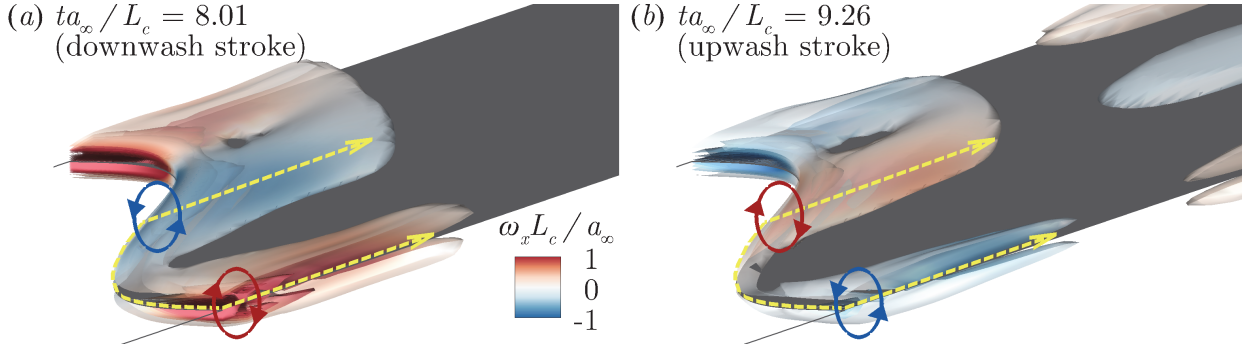 (a) ta∞/Lc = 8.01
(downwash stroke)
(b) ta∞/Lc = 9.26
(upwash stroke)
ωxLc/a∞
1
0
-1